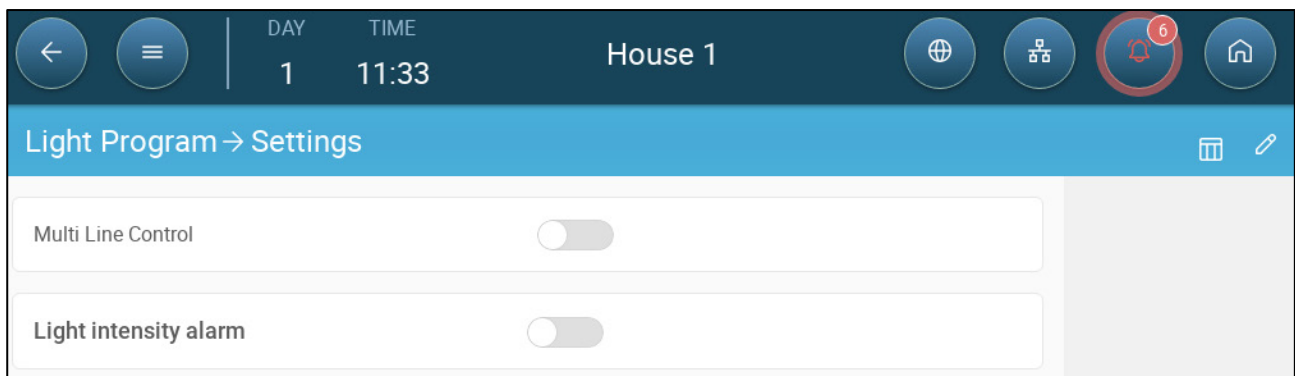 DAY TIME
1 11:33
House 1
6
Light Program → Settings
Multi Line Control
Light intensity alarm